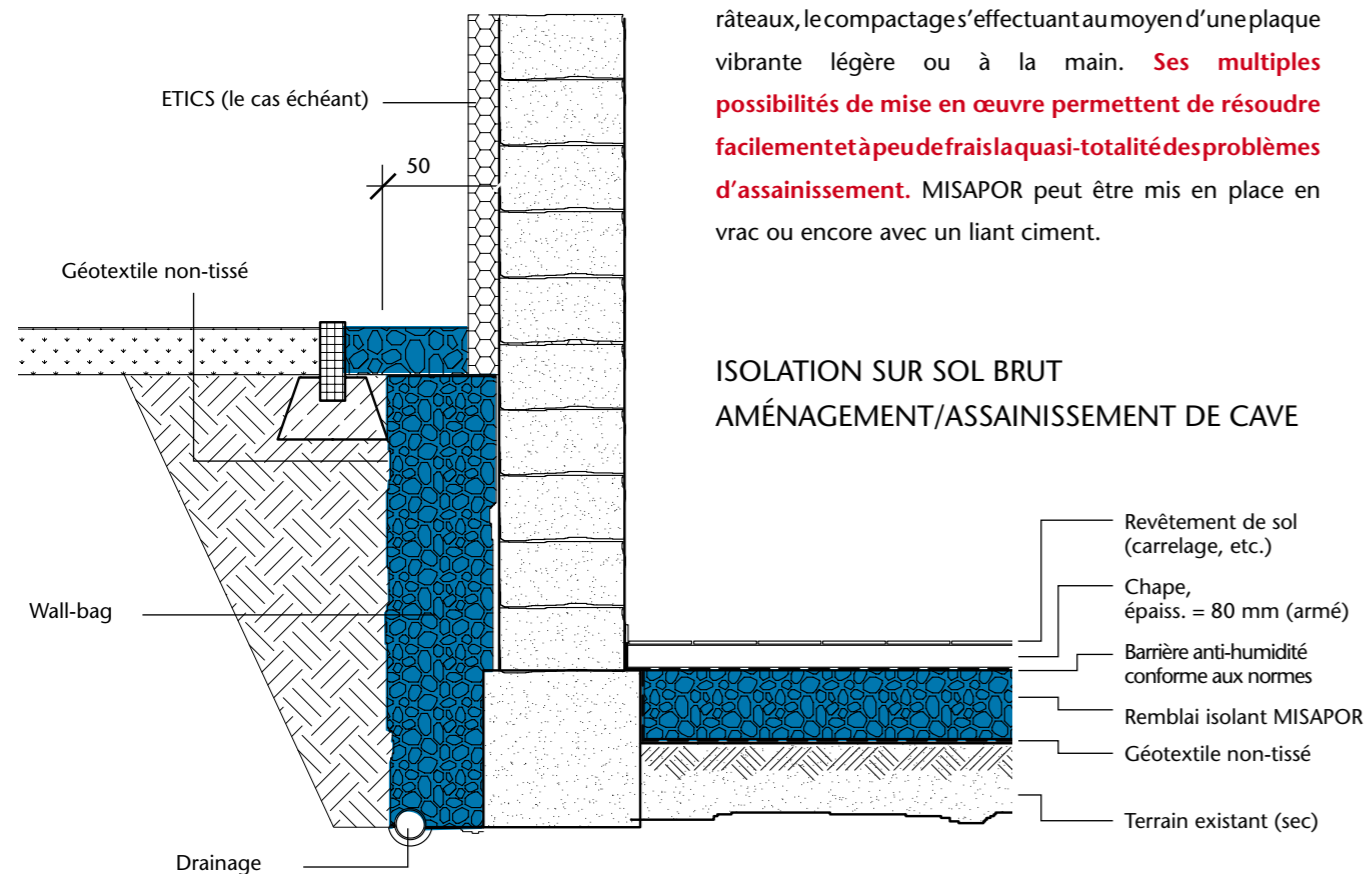 râteaux, le compactage s’effectuant au moyen d’une plaque
vibrante légère ou à la main. Ses multiples
possibilités de mise en œuvre permettent de résoudre
facilement et à peu de frais la quasi-totalité des problèmes
d’assainissement. MISAPOR peut être mis en place en
vrac ou encore avec un liant ciment.
ISOLATION SUR SOL BRUT
AMÉNAGEMENT/ASSAINISSEMENT DE CAVE
ETICS (le cas échéant)
50
Géotextile non-tissé
Wall-bag
Drainage
Revêtement de sol
(carrelage, etc.)
Chape,
épaiss. = 80 mm (armé)
Barrière anti-humidité
conforme aux normes
Remblai isolant MISAPOR
Géotextile non-tissé
Terrain existant (sec)